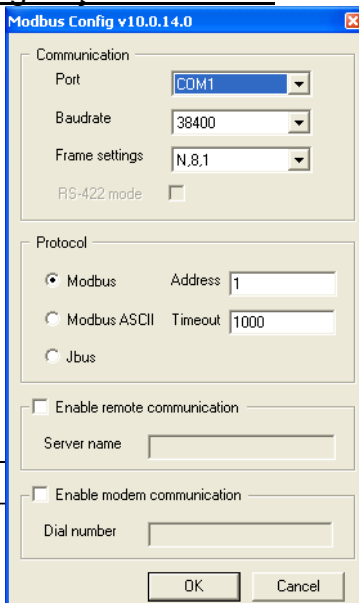 Modbus Config v10.0.14.0
Communication
Port COM1
Baudrate 38400
Frame settings N,8,1
RS-422 mode
Protocol
Modbus Address 1
Modbus ASCII Timeout 1000
Jbus
Enable remote communication
Server name
Enable modem communication
Dial number
OK Cancel